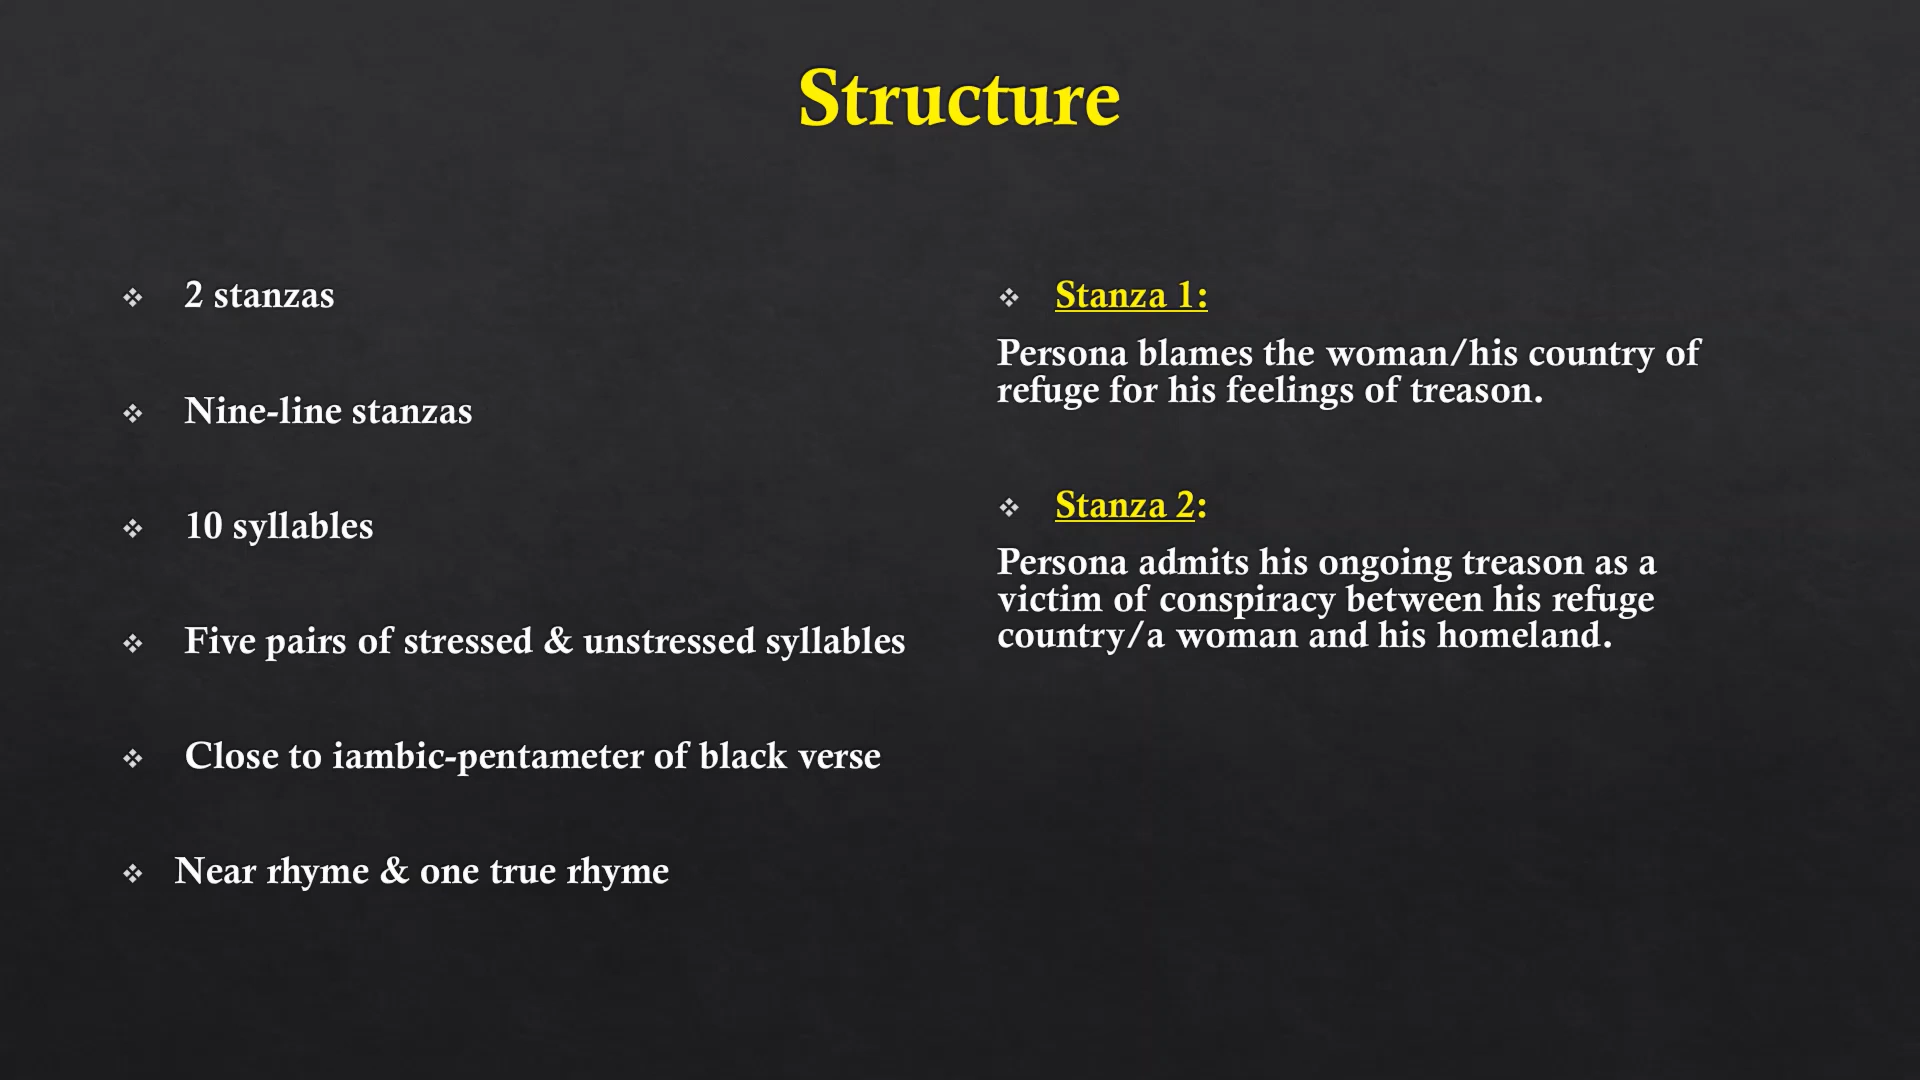 Structure
2 stanzas
Nine-line stanzas
10 syllables
Five pairs of stressed & unstressed syllables
Close to iambic-pentameter of black verse
Near rhyme & one true rhyme
Stanza 1:
Persona blames the woman/his country of
refuge for his feelings of treason.
Stanza 2:
Persona admits his ongoing treason as a
victim of conspiracy between his refuge
country/a woman and his homeland.